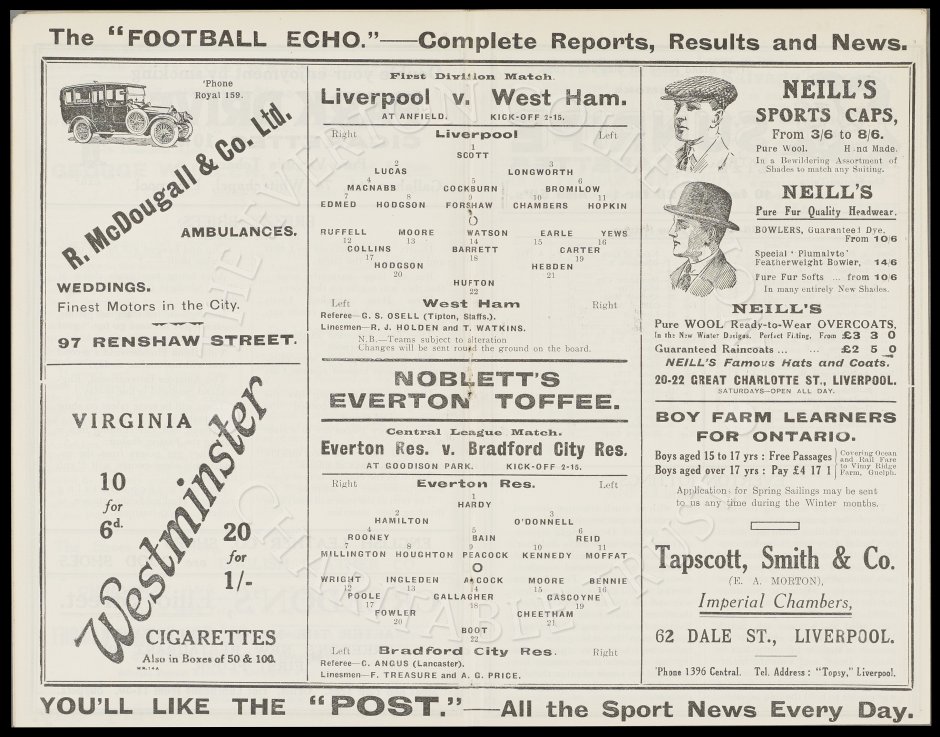 The "FOOTBALL ECHO."—Complete Reports, Results and News.
'Phone
Royal 159.
R. McDougall & Co. Ltd.
AMBULANCES.
WEDDINGS.
Finest Motors in the City.
97 RENSHAW STREET.
VIRGINIA
10
for
6d.
Westminster
20
for
1/-
CIGARETTES
Also in Boxes of 50 & 100.
First Division Match.
Liverpool v. West Ham.
AT ANFIELD. KICK-OFF 2-15.
Right Liverpool Left
1
SCOTT
2 3
LUCAS LONGWORTH
4 5 6
MACNABB COCKBURN BROMILOW
7 8 9 10 11
EDMED HODGSON FORSHAW CHAMBERS HOPKIN
O
RUFFELL MOORE WATSON EARLE YEWS
12 13 14 15 16
COLLINS BARRETT CARTER
17 18 19
HODGSON HEBDEN
20 21
HUFTON
22
Left West Ham Right
Referee—G. S. OSELL (Tipton, Staffs.).
Linesmen—R. J. HOLDEN and T. WATKINS.
N.B.—Teams subject to alteration
Changes will be sent round the ground on the board.
NOBLETT'S
EVERTON TOFFEE.
Central League Match.
Everton Res. v. Bradford City Res.
AT GOODISON PARK. KICK-OFF 2-15.
Right Everton Res. Left
1
HARDY
2 3
HAMILTON O'DONNELL
4 5 6
ROONEY BAIN REID
7 8 9 10 11
MILLINGTON HOUGHTON PEACOCK KENNEDY MOFFAT
O
WRIGHT INGLEDEN ALCOCK MOORE BENNIE
12 13 14 15 16
POOLE GALLAGHER GASCOYNE
17 18 19
FOWLER CHEETHAM
20 21
BOOT
22
Left Bradford City Res. Right
Referee—C. ANGUS (Lancaster).
Linesmen—F. TREASURE and A. G. PRICE.
NEILL'S
SPORTS CAPS,
From 3/6 to 8/6.
Pure Wool. Hand Made.
In a Bewildering Assortment of
Shades to match any Suiting.
NEILL'S
Pure Fur Quality Headwear.
BOWLERS, Guaranteed Dye,
From 10/6
Special 'Plumalyte'
Featherweight Bowler, 14/6
Fure Fur Softs ... from 10/6
In many entirely New Shades.
NEILL'S
Pure WOOL Ready-to-Wear OVERCOATS,
In the New Winter Designs. Perfect Fitting. From £3 3 0
Guaranteed Raincoats ... ... £2 5 0
NEILL'S Famous Hats and Coats.
20-22 GREAT CHARLOTTE ST., LIVERPOOL.
SATURDAYS—OPEN ALL DAY.
BOY FARM LEARNERS
FOR ONTARIO.
Boys aged 15 to 17 yrs : Free Passages
Boys aged over 17 yrs : Pay £4 17 1
Covering Ocean
and Rail Fare
to Vimy Ridge
Farm, Guelph.
Application for Spring Sailings may be sent
to us any time during the Winter months.
Tapscott, Smith & Co.
(E. A. MORTON),
Imperial Chambers,
62 DALE ST., LIVERPOOL.
'Phone 1396 Central. Tel. Address : "Topsy," Liverpool.
YOU'LL LIKE THE "POST."—All the Sport News Every Day.
THE EVERTON COLLECTION
CHARITABLE TRUST